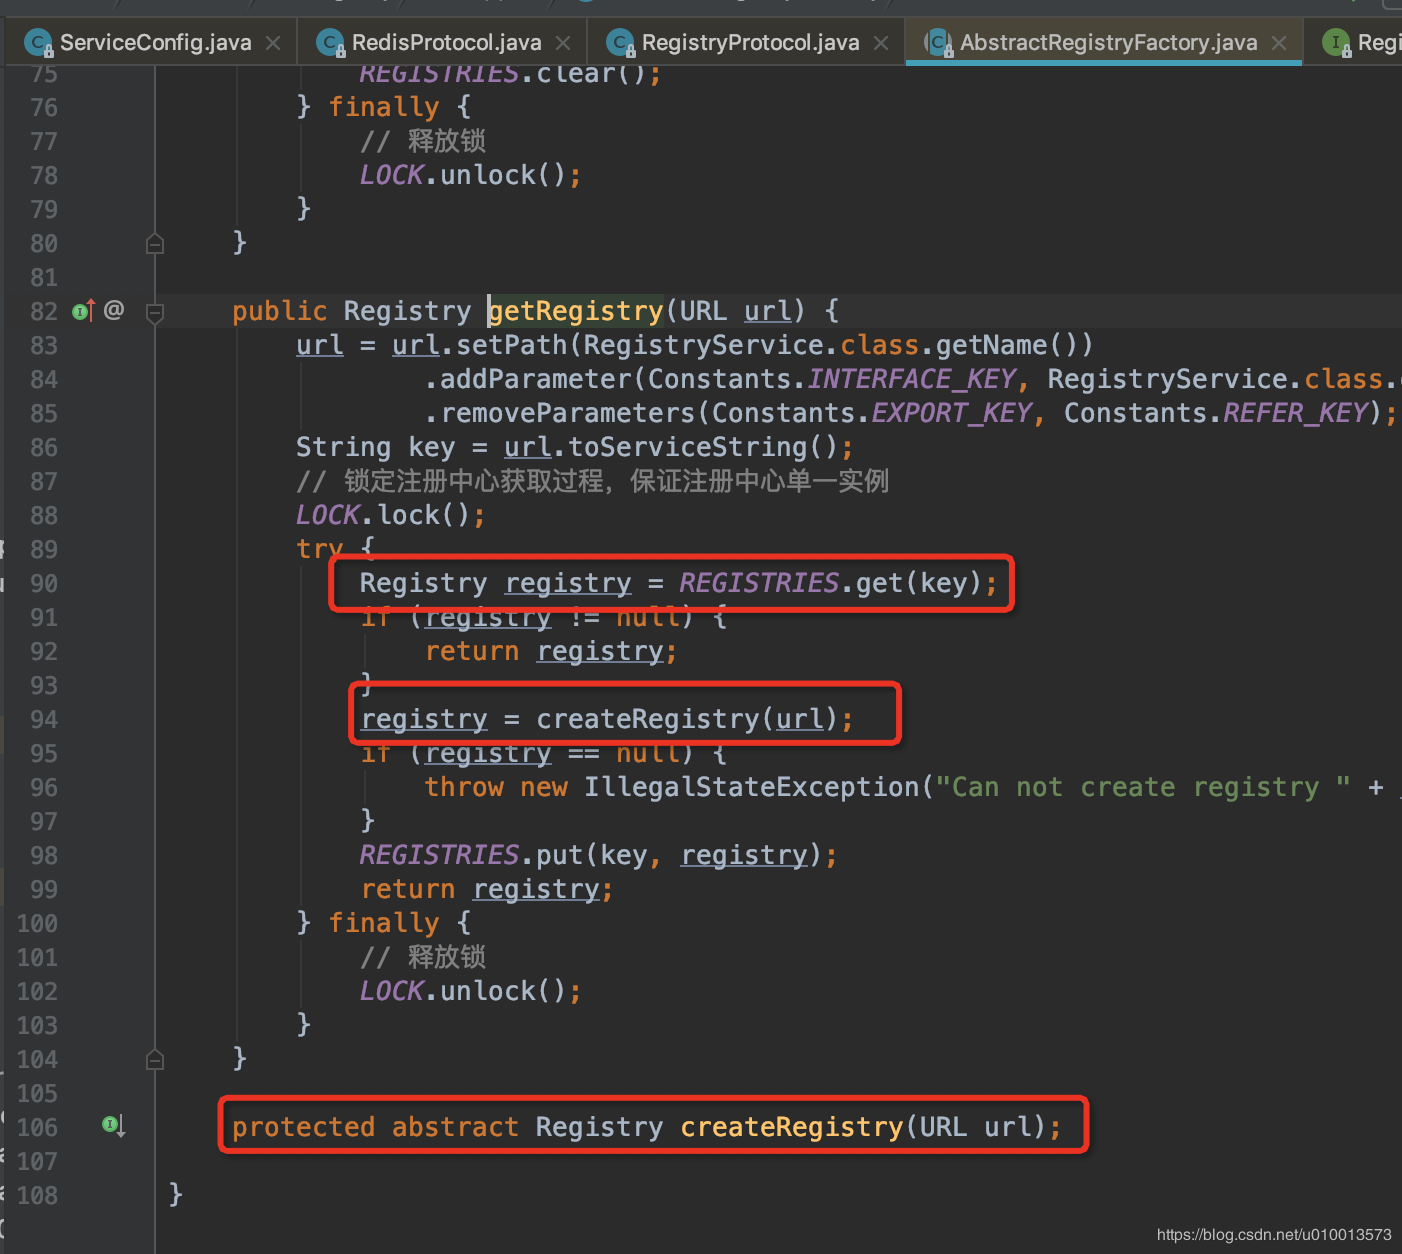 ServiceConfig.java RedisProtocol.java RegistryProtocol.java AbstractRegistryFactory.java Regi
75 REGISTRIES.clear();
76 } finally {
77 // 释放锁
78 LOCK.unlock();
79 }
80 }
81
82 @ public Registry getRegistry(URL url) {
83 url = url.setPath(RegistryService.class.getName())
84 .addParameter(Constants.INTERFACE_KEY, RegistryService.class.
85 .removeParameters(Constants.EXPORT_KEY, Constants.REFER_KEY);
86 String key = url.toServiceString();
87 // 锁定注册中心获取过程，保证注册中心单一实例
88 LOCK.lock();
89 try {
90 Registry registry = REGISTRIES.get(key);
91 if (registry != null) {
92 return registry;
93 }
94 registry = createRegistry(url);
95 if (registry == null) {
96 throw new IllegalStateException("Can not create registry " +
97 }
98 REGISTRIES.put(key, registry);
99 return registry;
100 } finally {
101 // 释放锁
102 LOCK.unlock();
103 }
104 }
105
106 protected abstract Registry createRegistry(URL url);
107
108 }
https://blog.csdn.net/u010013573